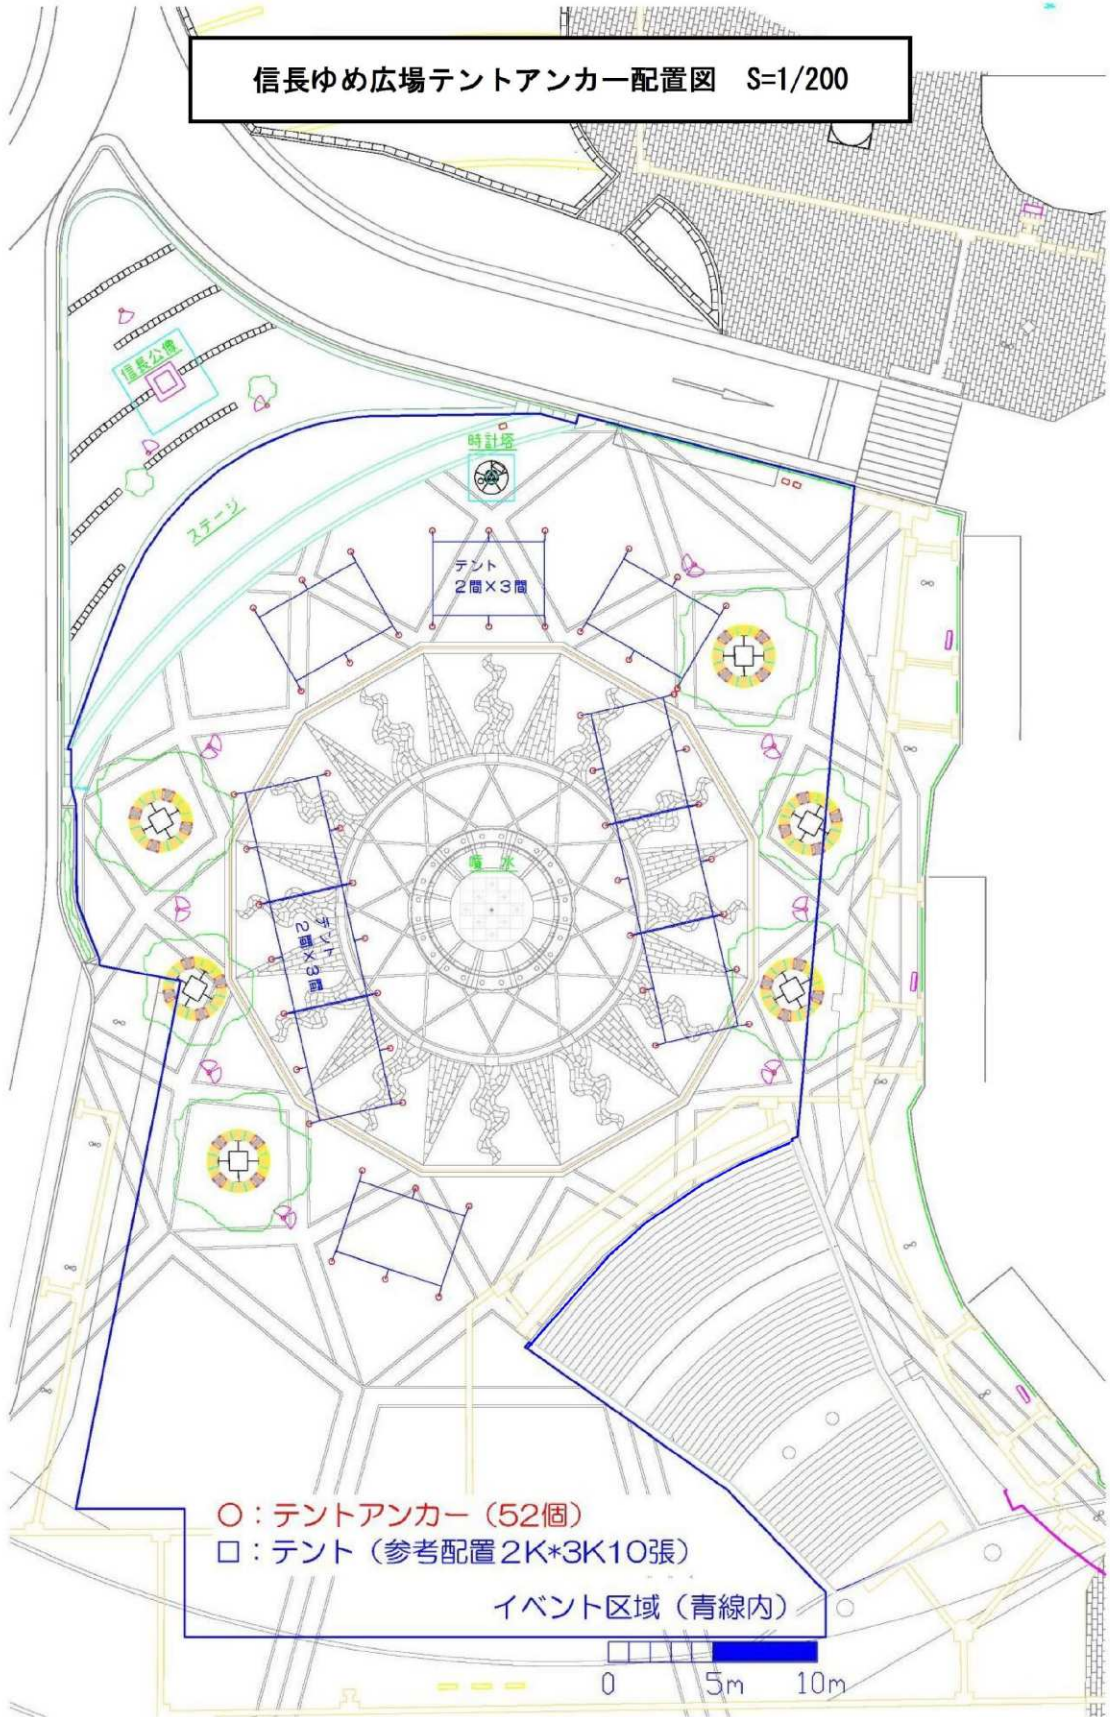 信長ゆめ広場テントアンカー配置図 S=1/200
信長公像
時計塔
ステージ
テント
2間×3間
噴水
テント
2間×3間
○：テントアンカー（52個）
□：テント（参考配置2K*3K10張）
イベント区域（青線内）
0 5m 10m